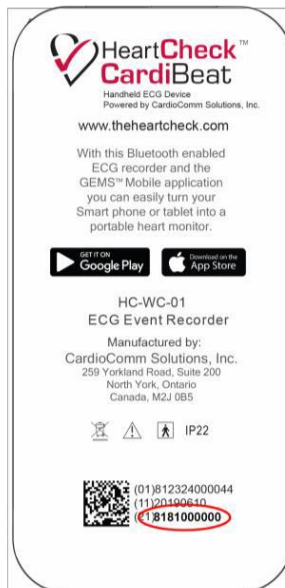 HeartCheck™
CardiBeat
Handheld ECG Device
Powered by CardioComm Solutions, Inc.
www.theheartcheck.com
With this Bluetooth enabled
ECG recorder and the
GEMS™ Mobile application
you can easily turn your
Smart phone or tablet into a
portable heart monitor.
GET IT ON
Google Play
Download on the
App Store
HC-WC-01
ECG Event Recorder
Manufactured by:
CardioComm Solutions, Inc.
259 Yorkland Road, Suite 200
North York, Ontario
Canada, M2J 0B5
IP22
(01)812324000044
(11)20190610
(21)8181000000